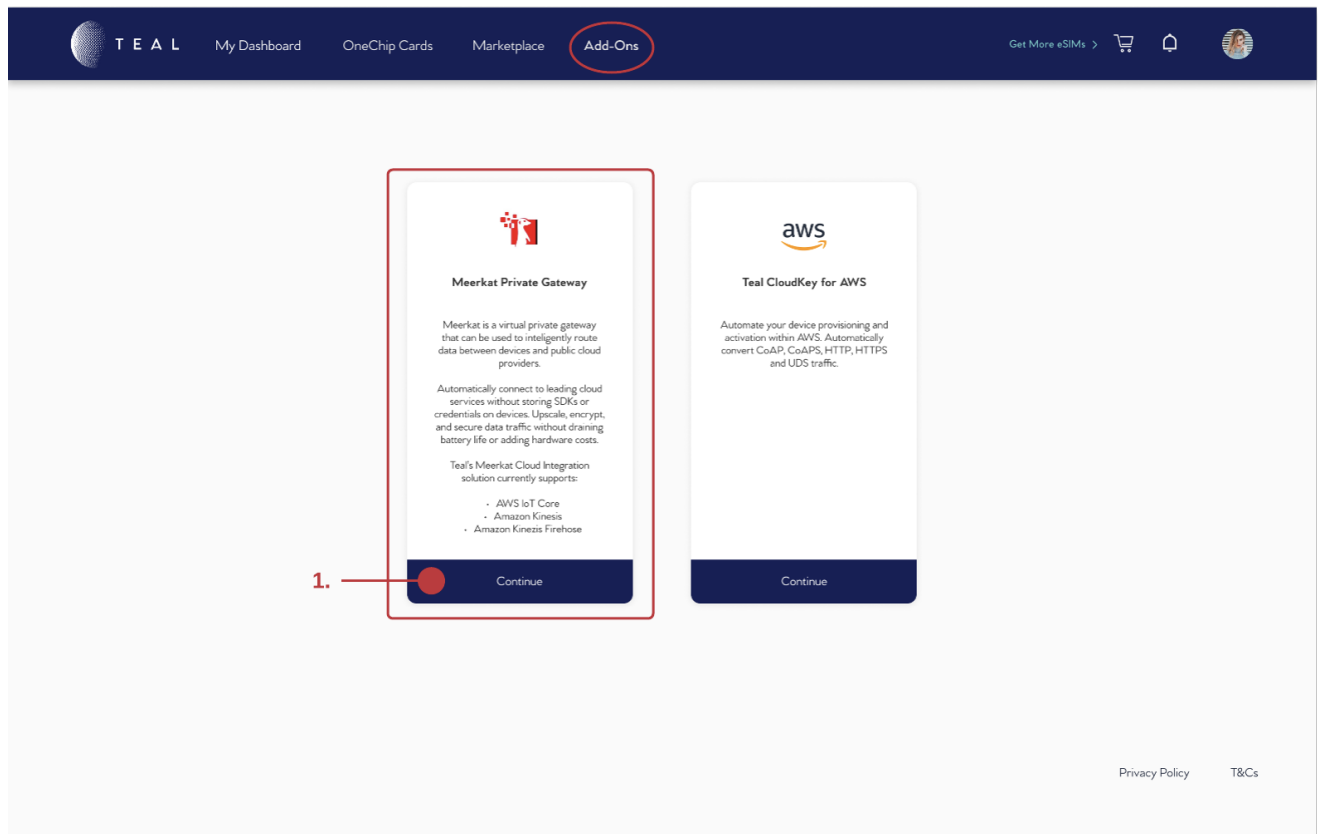 TEAL My Dashboard OneChip Cards Marketplace Add-Ons Get More eSIMs >
Meerkat Private Gateway
Meerkat is a virtual private gateway
that can be used to inteligently route
data between devices and public cloud
providers.
Automatically connect to leading cloud
services without storing SDKs or
credentials on devices. Upscale, encrypt,
and secure data traffic without draining
battery life or adding hardware costs.
Teal's Meerkat Cloud Integration
solution currently supports:
• AWS IoT Core
• Amazon Kinesis
• Amazon Kinezis Firehose
1.
Continue
aws
Teal CloudKey for AWS
Automate your device provisioning and
activation within AWS. Automatically
convert CoAP, CoAPS, HTTP, HTTPS
and UDS traffic.
Continue
Privacy Policy T&Cs